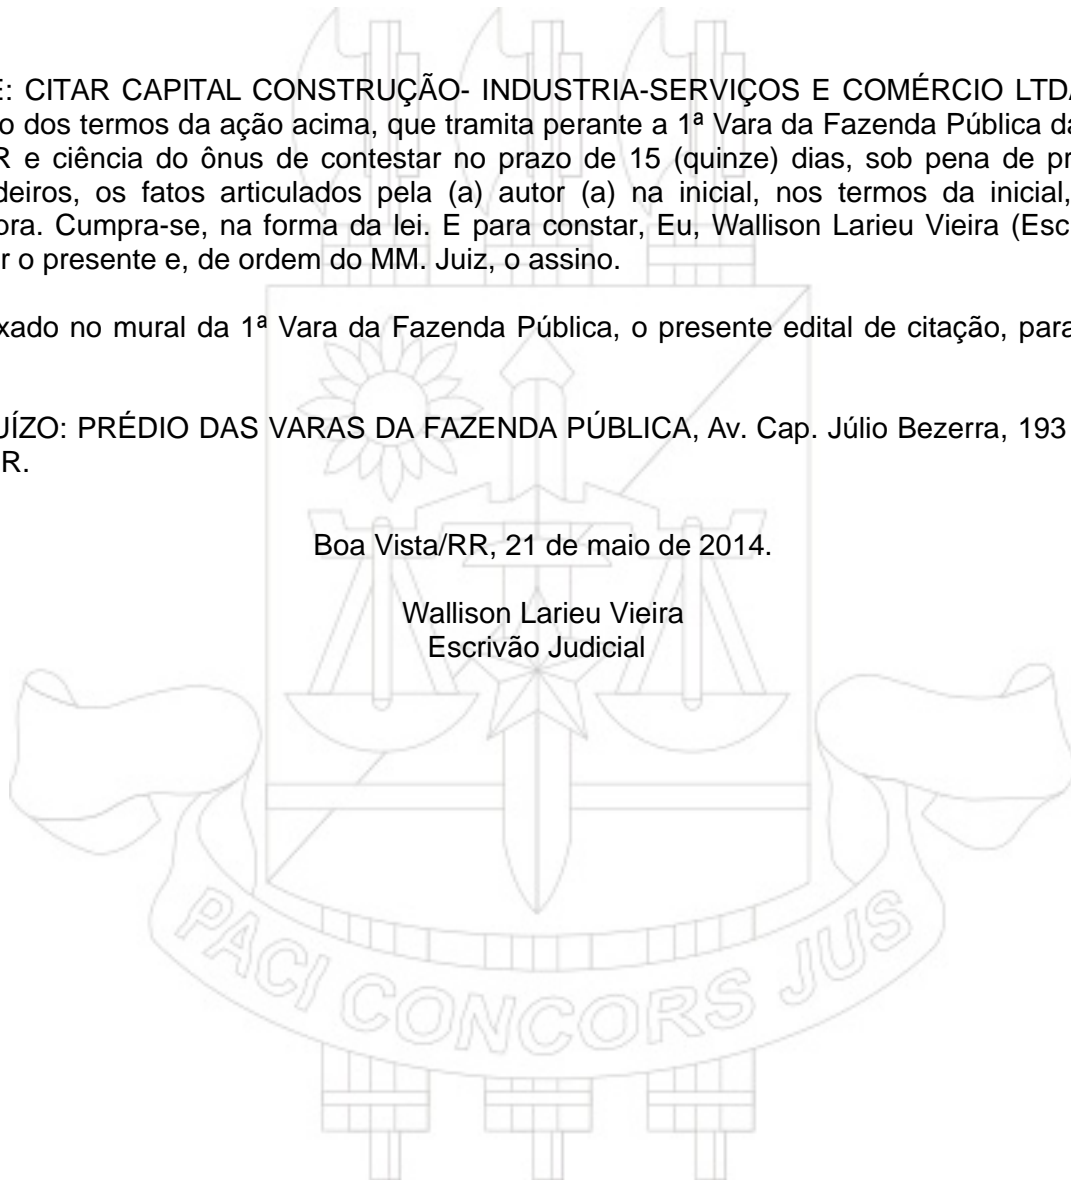 E: CITAR CAPITAL CONSTRUÇÃO- INDUSTRIA-SERVIÇOS E COMÉRCIO LTDA
o dos termos da ação acima, que tramita perante a 1ª Vara da Fazenda Pública da
R e ciência do ônus de contestar no prazo de 15 (quinze) dias, sob pena de pr
deiros, os fatos articulados pela (a) autor (a) na inicial, nos termos da inicial,
ora. Cumpra-se, na forma da lei. E para constar, Eu, Wallison Larieu Vieira (Esc
r o presente e, de ordem do MM. Juiz, o assino.
xado no mural da 1ª Vara da Fazenda Pública, o presente edital de citação, para
UÍZO: PRÉDIO DAS VARAS DA FAZENDA PÚBLICA, Av. Cap. Júlio Bezerra, 193
R.
Boa Vista/RR, 21 de maio de 2014.
Wallison Larieu Vieira
Escrivão Judicial
PACI CONCORS JUS